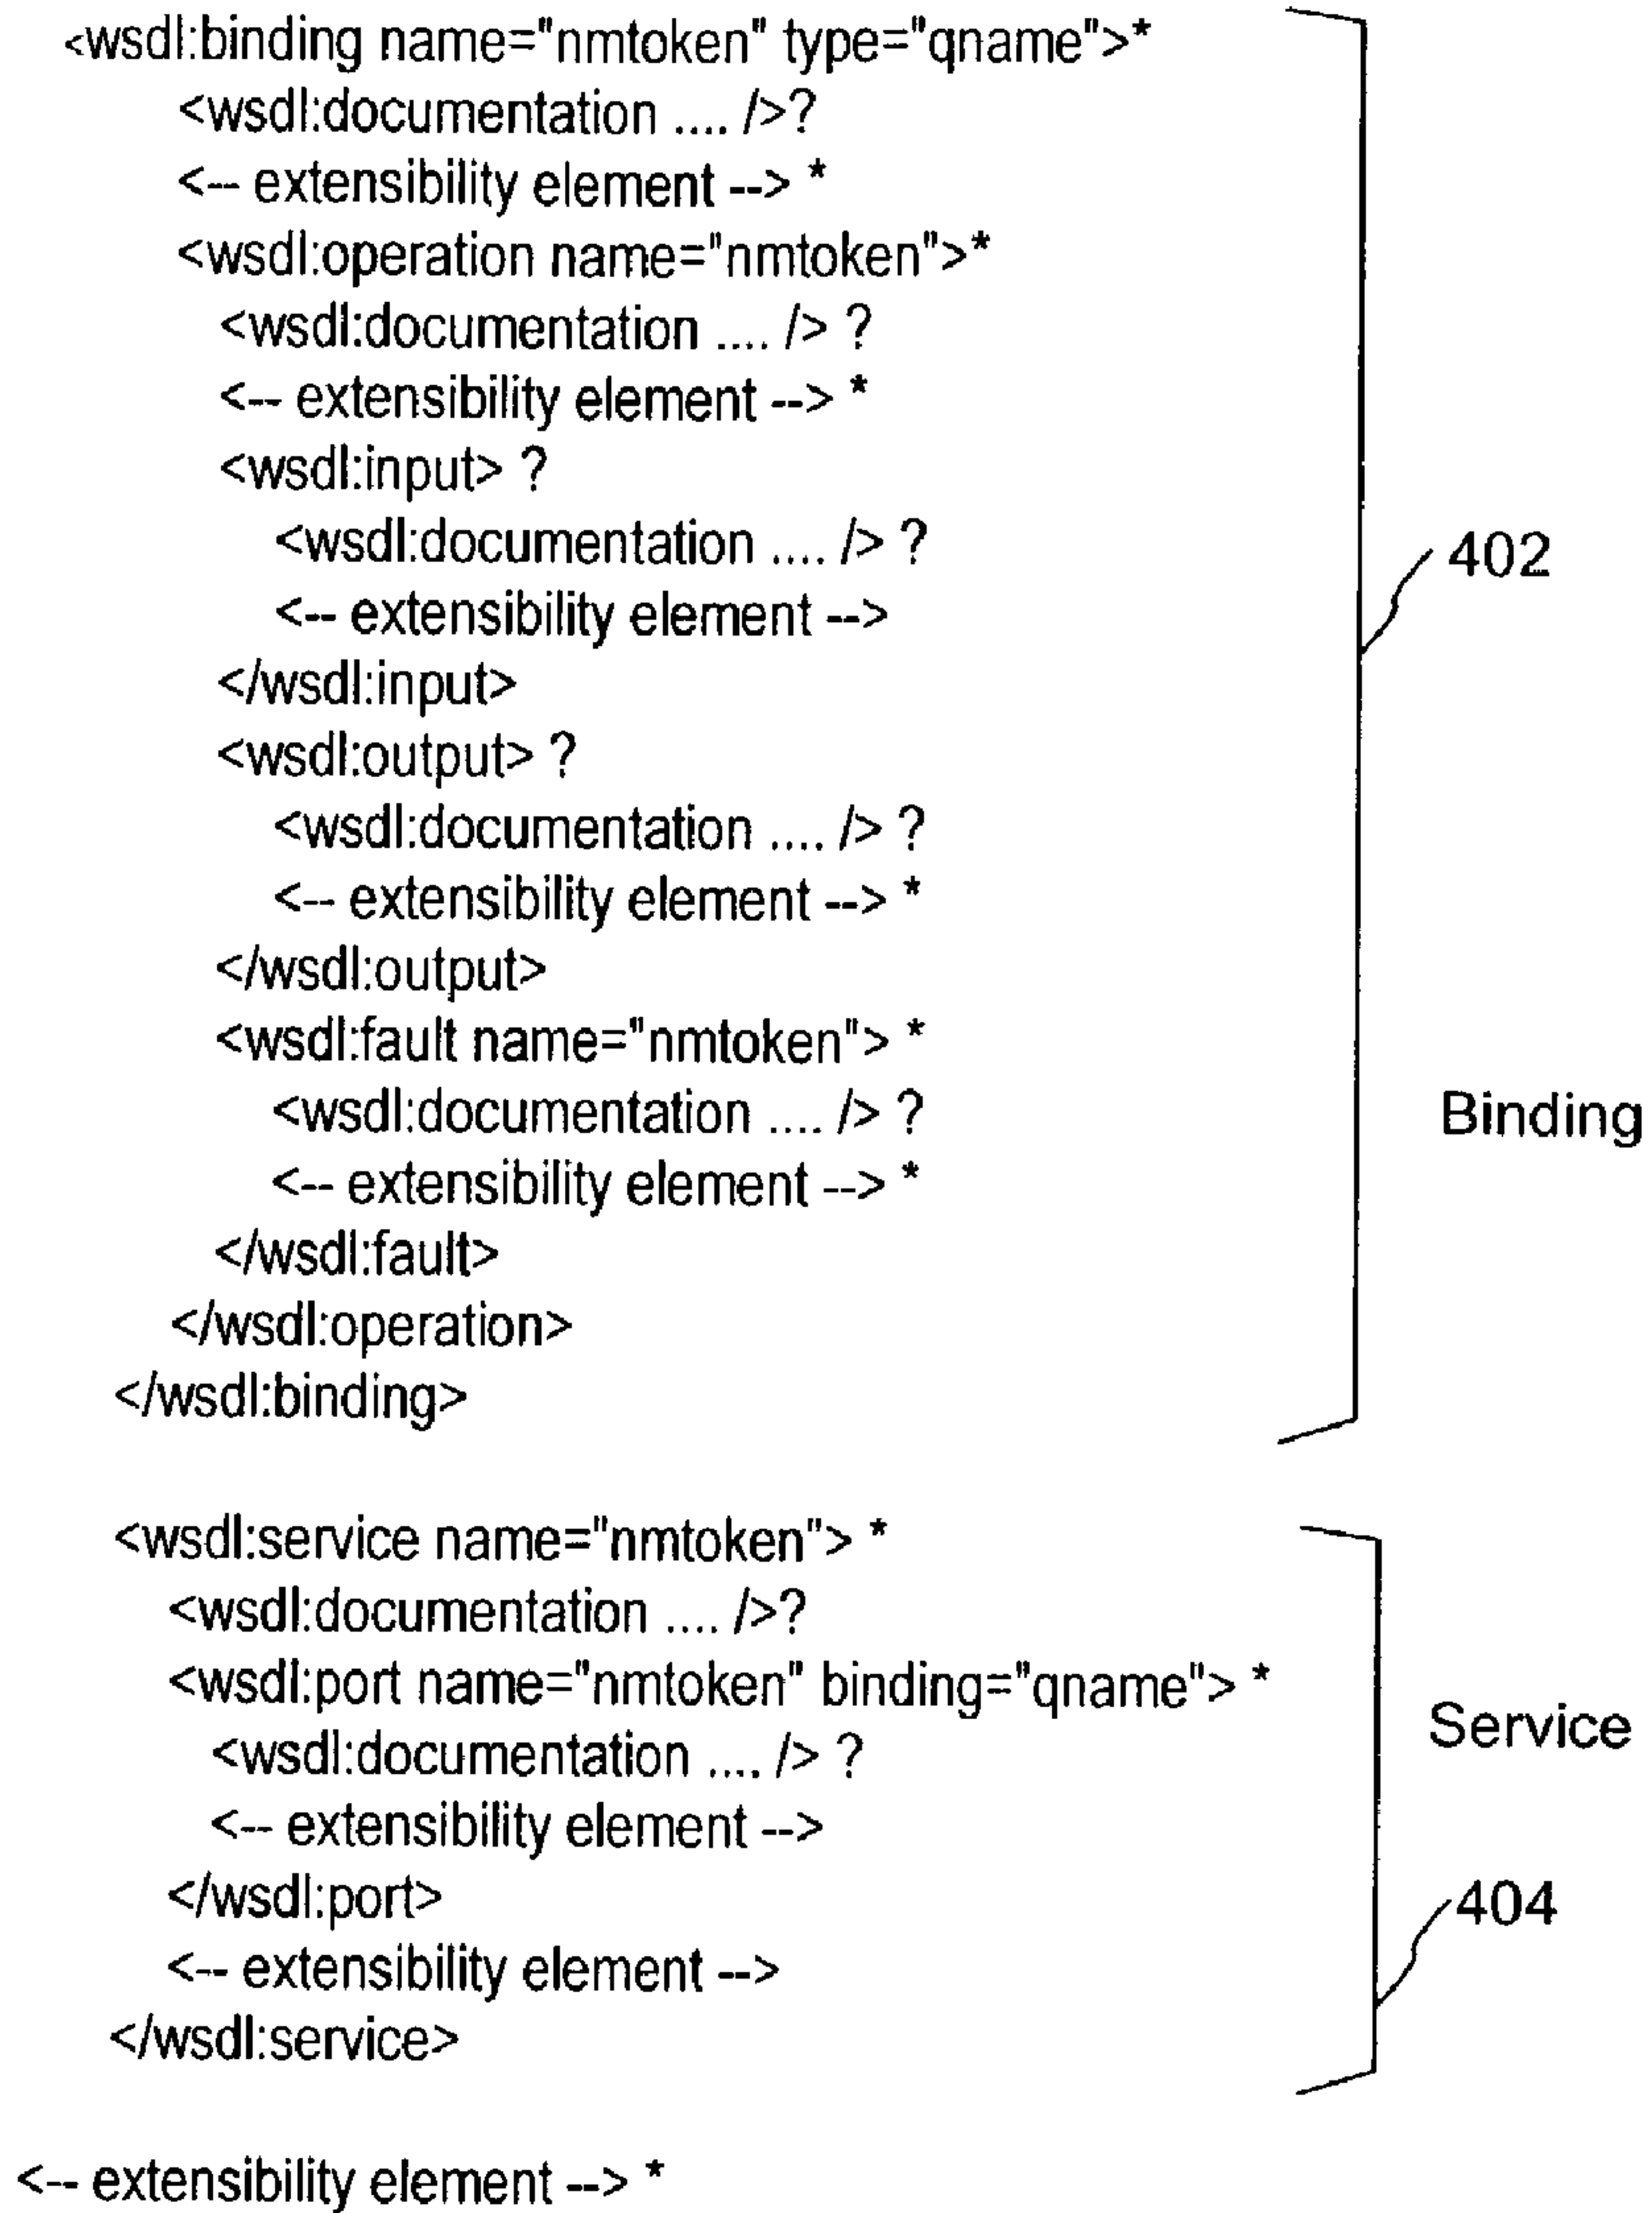 <wsdl:binding name="nmtoken" type="qname">*
<wsdl:documentation .... />?
<-- extensibility element --> *
<wsdl:operation name="nmtoken">*
<wsdl:documentation .... /> ?
<-- extensibility element --> *
<wsdl:input> ?
<wsdl:documentation .... /> ?
<-- extensibility element -->
</wsdl:input>
<wsdl:output> ?
<wsdl:documentation .... /> ?
<-- extensibility element --> *
</wsdl:output>
<wsdl:fault name="nmtoken"> *
<wsdl:documentation .... /> ?
<-- extensibility element --> *
</wsdl:fault>
</wsdl:operation>
</wsdl:binding>
402
Binding
<wsdl:service name="nmtoken"> *
<wsdl:documentation .... />?
<wsdl:port name="nmtoken" binding="qname"> *
<wsdl:documentation .... /> ?
<-- extensibility element -->
</wsdl:port>
<-- extensibility element -->
</wsdl:service>
Service
404
<-- extensibility element --> *